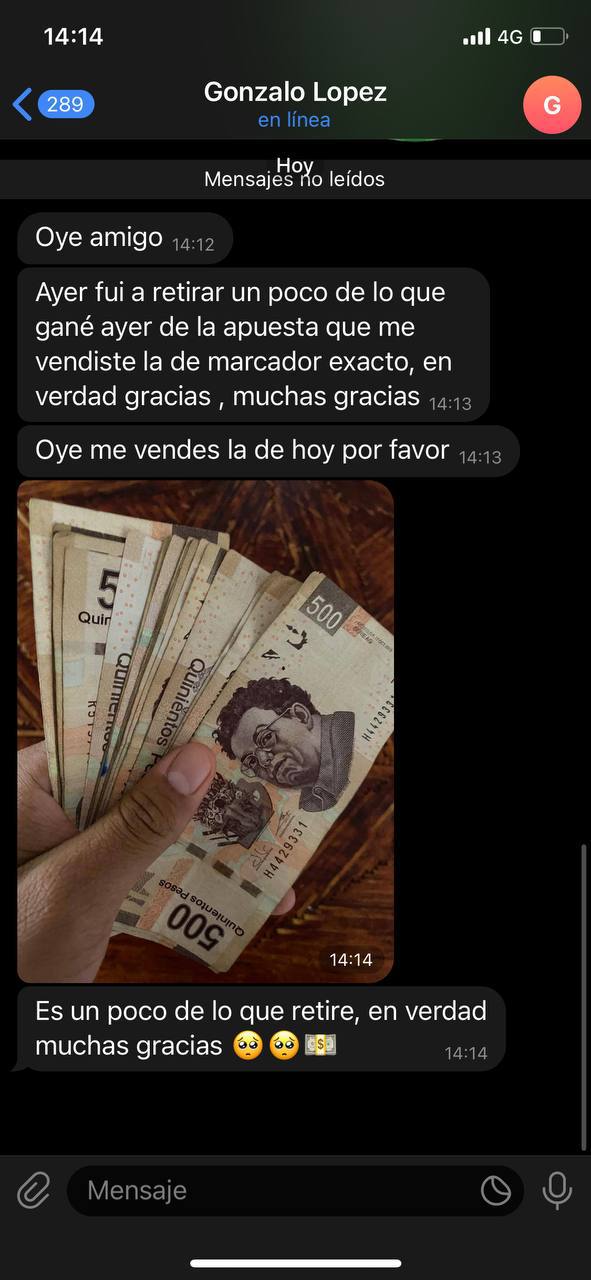 14:14
4G
289
Gonzalo Lopez
en línea
G
Hoy
Mensajes no leídos
Oye amigo 14:12
Ayer fui a retirar un poco de lo que
gané ayer de la apuesta que me
vendiste la de marcador exacto, en
verdad gracias , muchas gracias 14:13
Oye me vendes la de hoy por favor 14:13
500
Quinientos
Quinientos
H4429331
500
Quinientos Pesos
14:14
Es un poco de lo que retire, en verdad
muchas gracias 🥺🥺💵
14:14
Mensaje